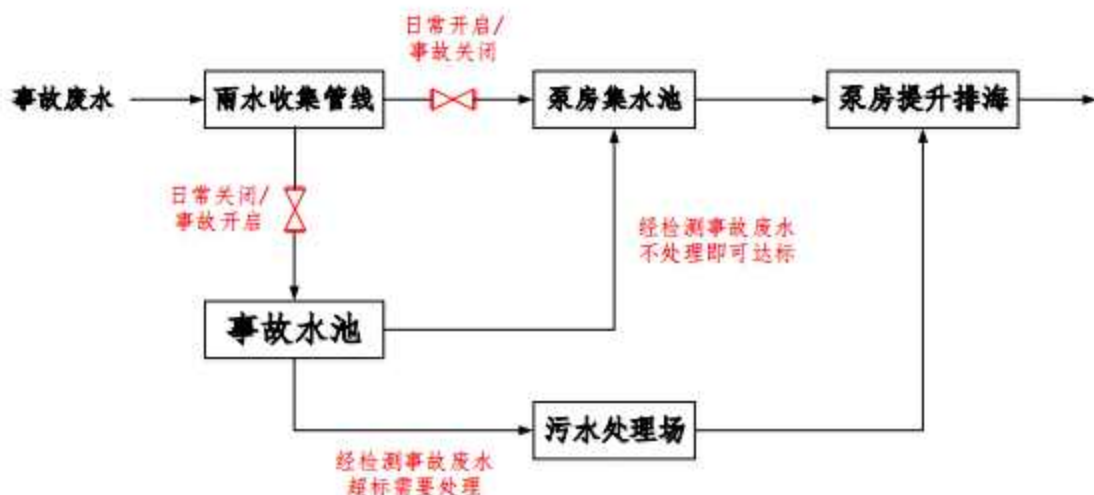 日常开启/
事故关闭
事故废水
雨水收集管线
泵房集水池
泵房提升排海
日常关闭/
事故开启
经检测事故废水
不处理即可达标
事故水池
污水处理场
经检测事故废水
超标需要处理